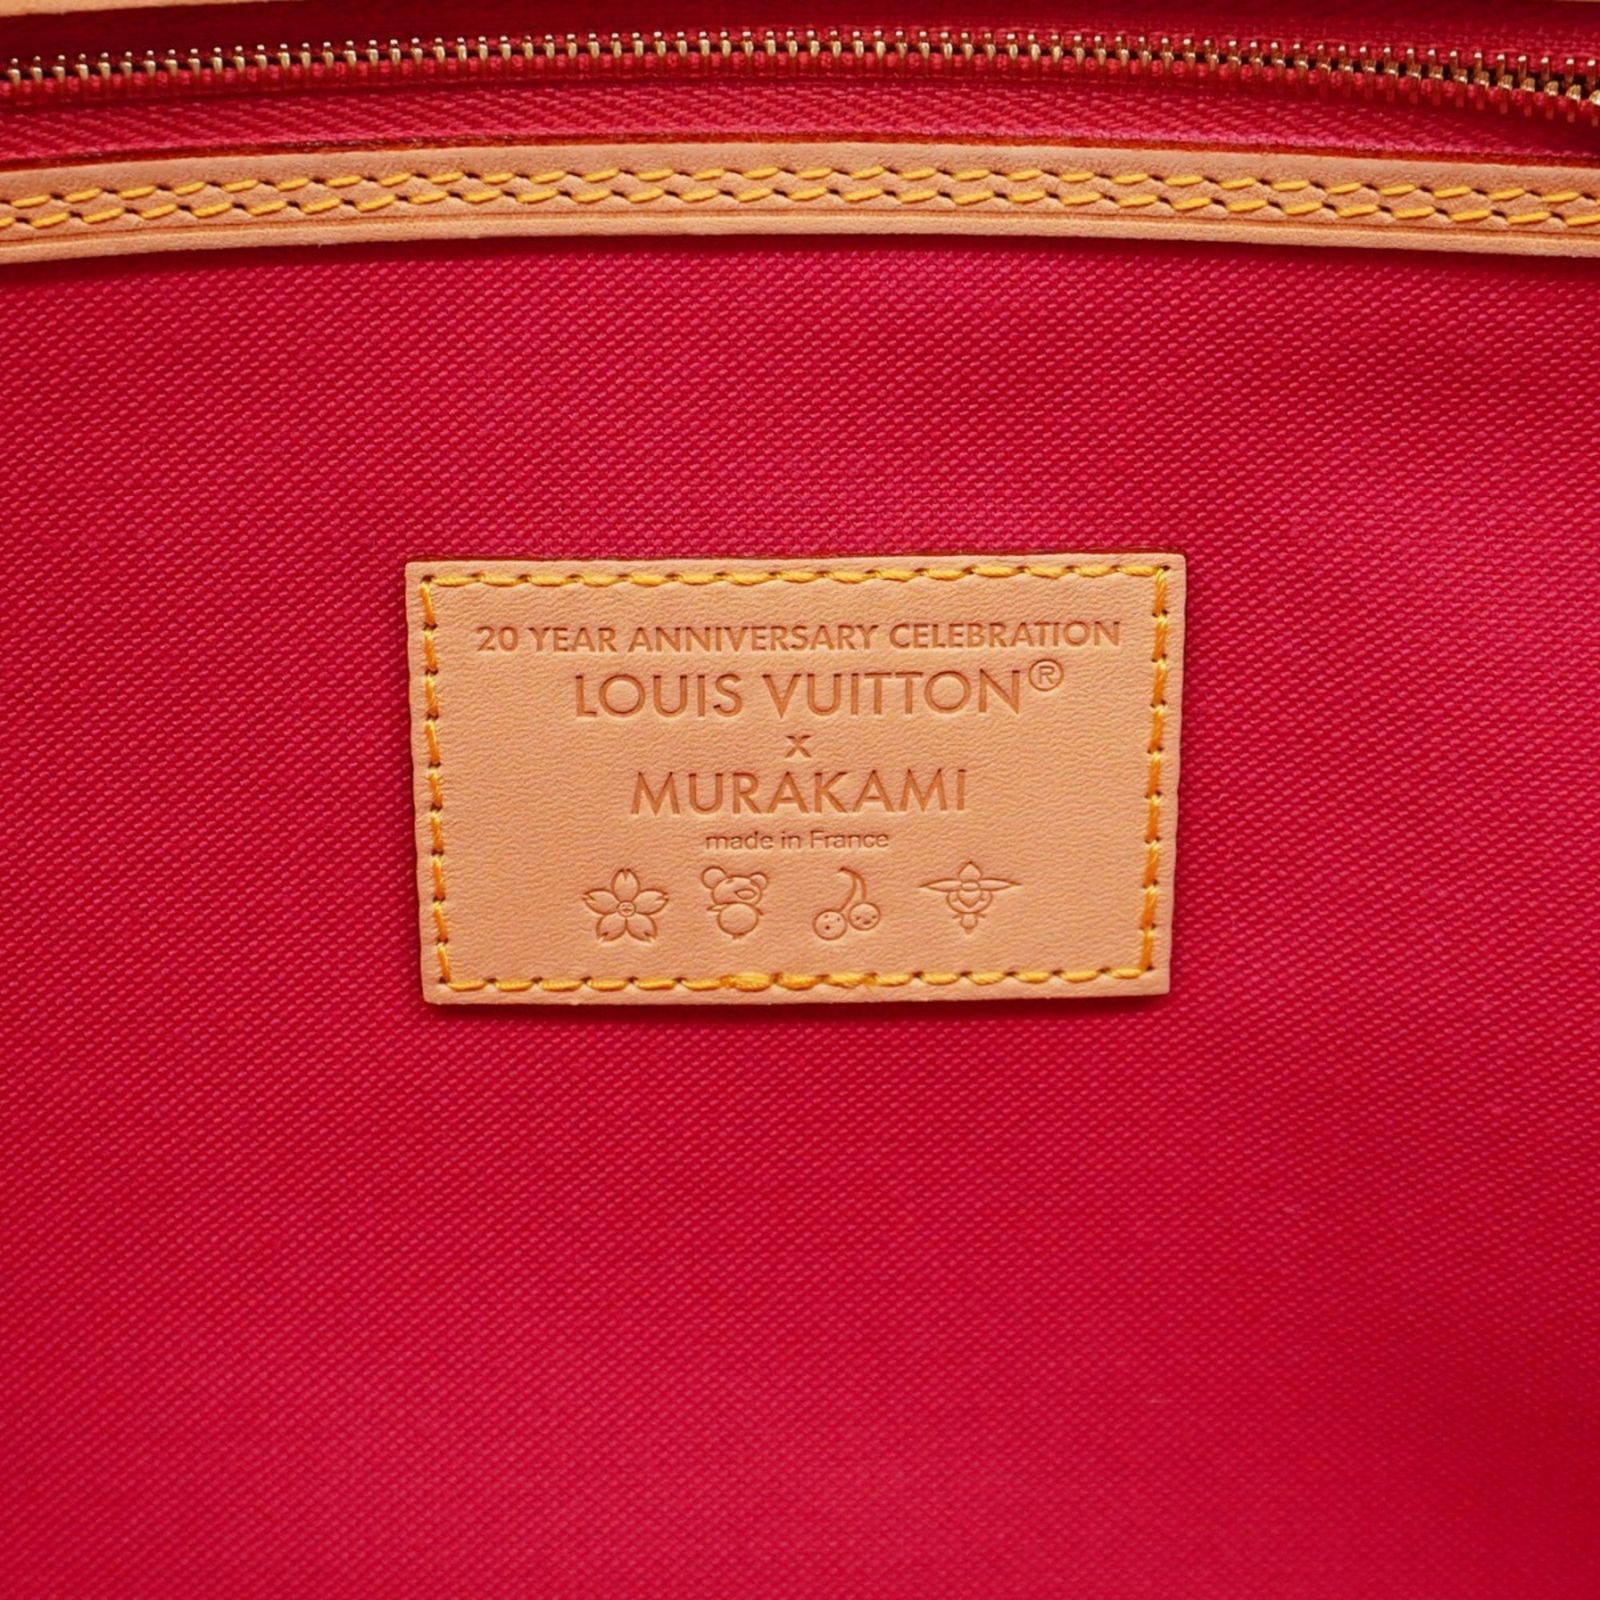 20 YEAR ANNIVERSARY CELEBRATION
LOUIS VUITTON®
x
MURAKAMI
made in France